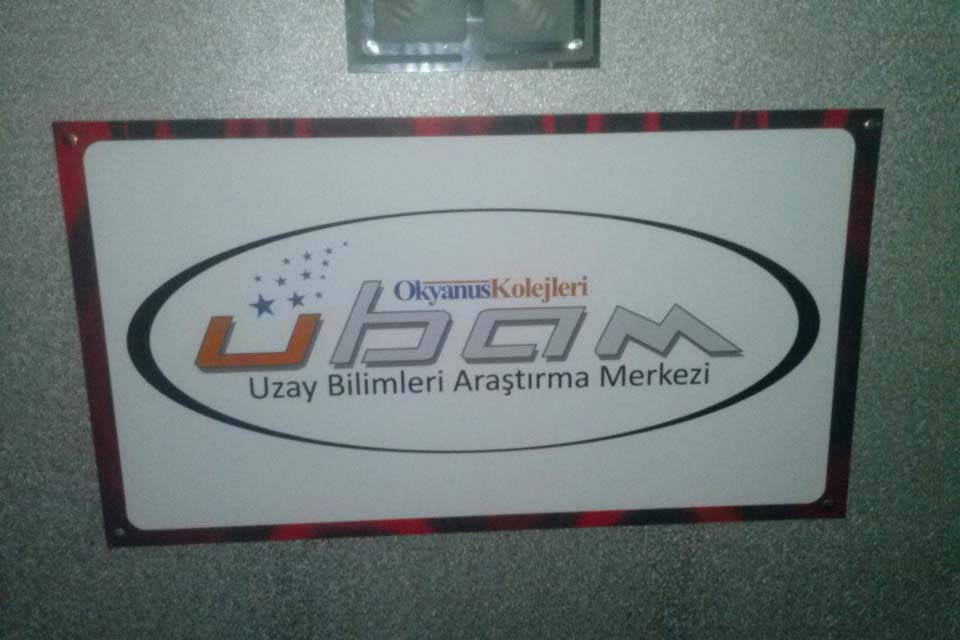 OkyanusKolejleri
ubam
Uzay Bilimleri Araştırma Merkezi